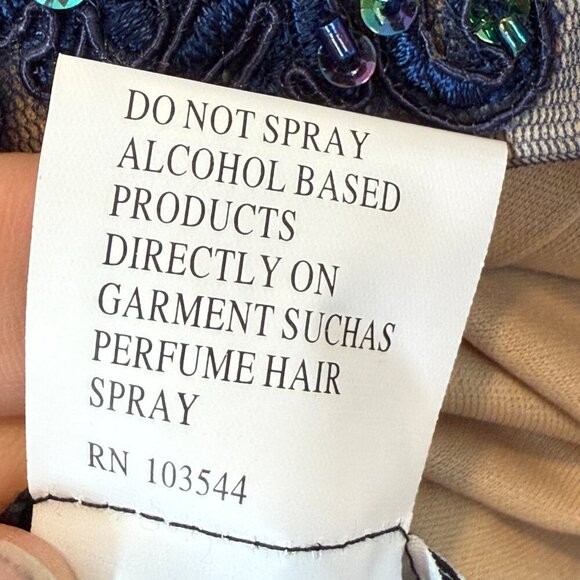 DO NOT SPRAY
ALCOHOL BASED
PRODUCTS
DIRECTLY ON
GARMENT SUCHAS
PERFUME HAIR
SPRAY
RN 103544